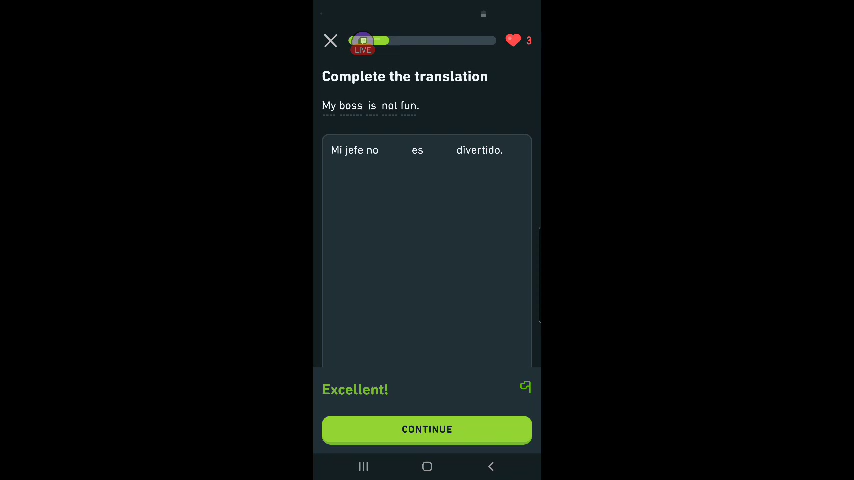 3
LIVE
Complete the translation
My boss is not fun.
Mi jefe no es divertido.
Excellent!
CONTINUE